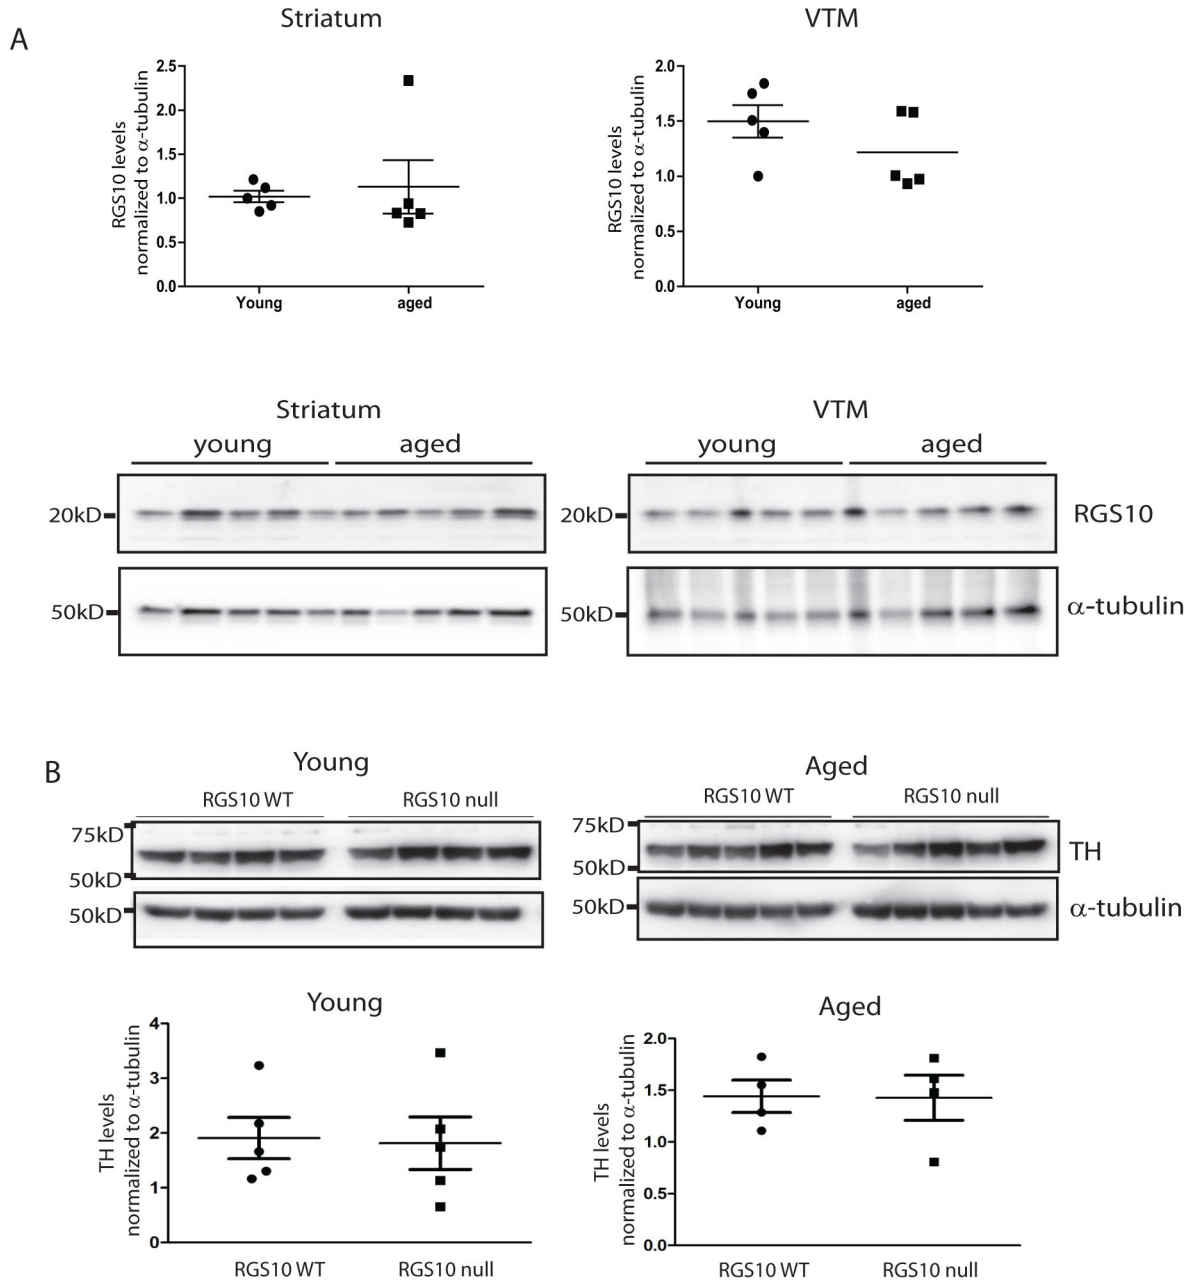 A
Striatum
VTM
RGS10 levels
normalized to α-tubulin
2.5
2.0
1.5
1.0
0.5
0.0
Young
aged
RGS10 levels
normalized to α-tubulin
2.0
1.5
1.0
0.5
0.0
Young
aged
Striatum
VTM
young
aged
young
aged
20kD
20kD
RGS10
50kD
50kD
α-tubulin
B
Young
Aged
RGS10 WT
RGS10 null
RGS10 WT
RGS10 null
75kD
50kD
75kD
50kD
TH
50kD
50kD
α-tubulin
Young
Aged
TH levels
normalized to α-tubulin
4
3
2
1
0
RGS10 WT
RGS10 null
TH levels
normalized to α-tubulin
2.0
1.5
1.0
0.5
0.0
RGS10 WT
RGS10 null